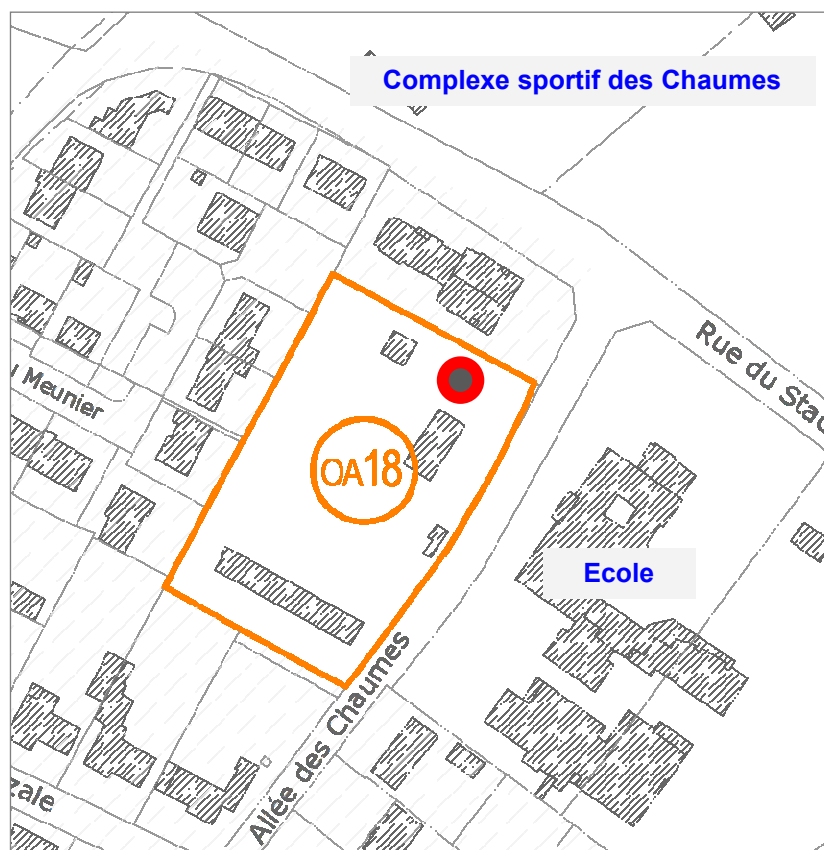 Complexe sportif des Chaumes
Rue du Stad
Meunier
OA18
Ecole
Allée des Chaumes
zale